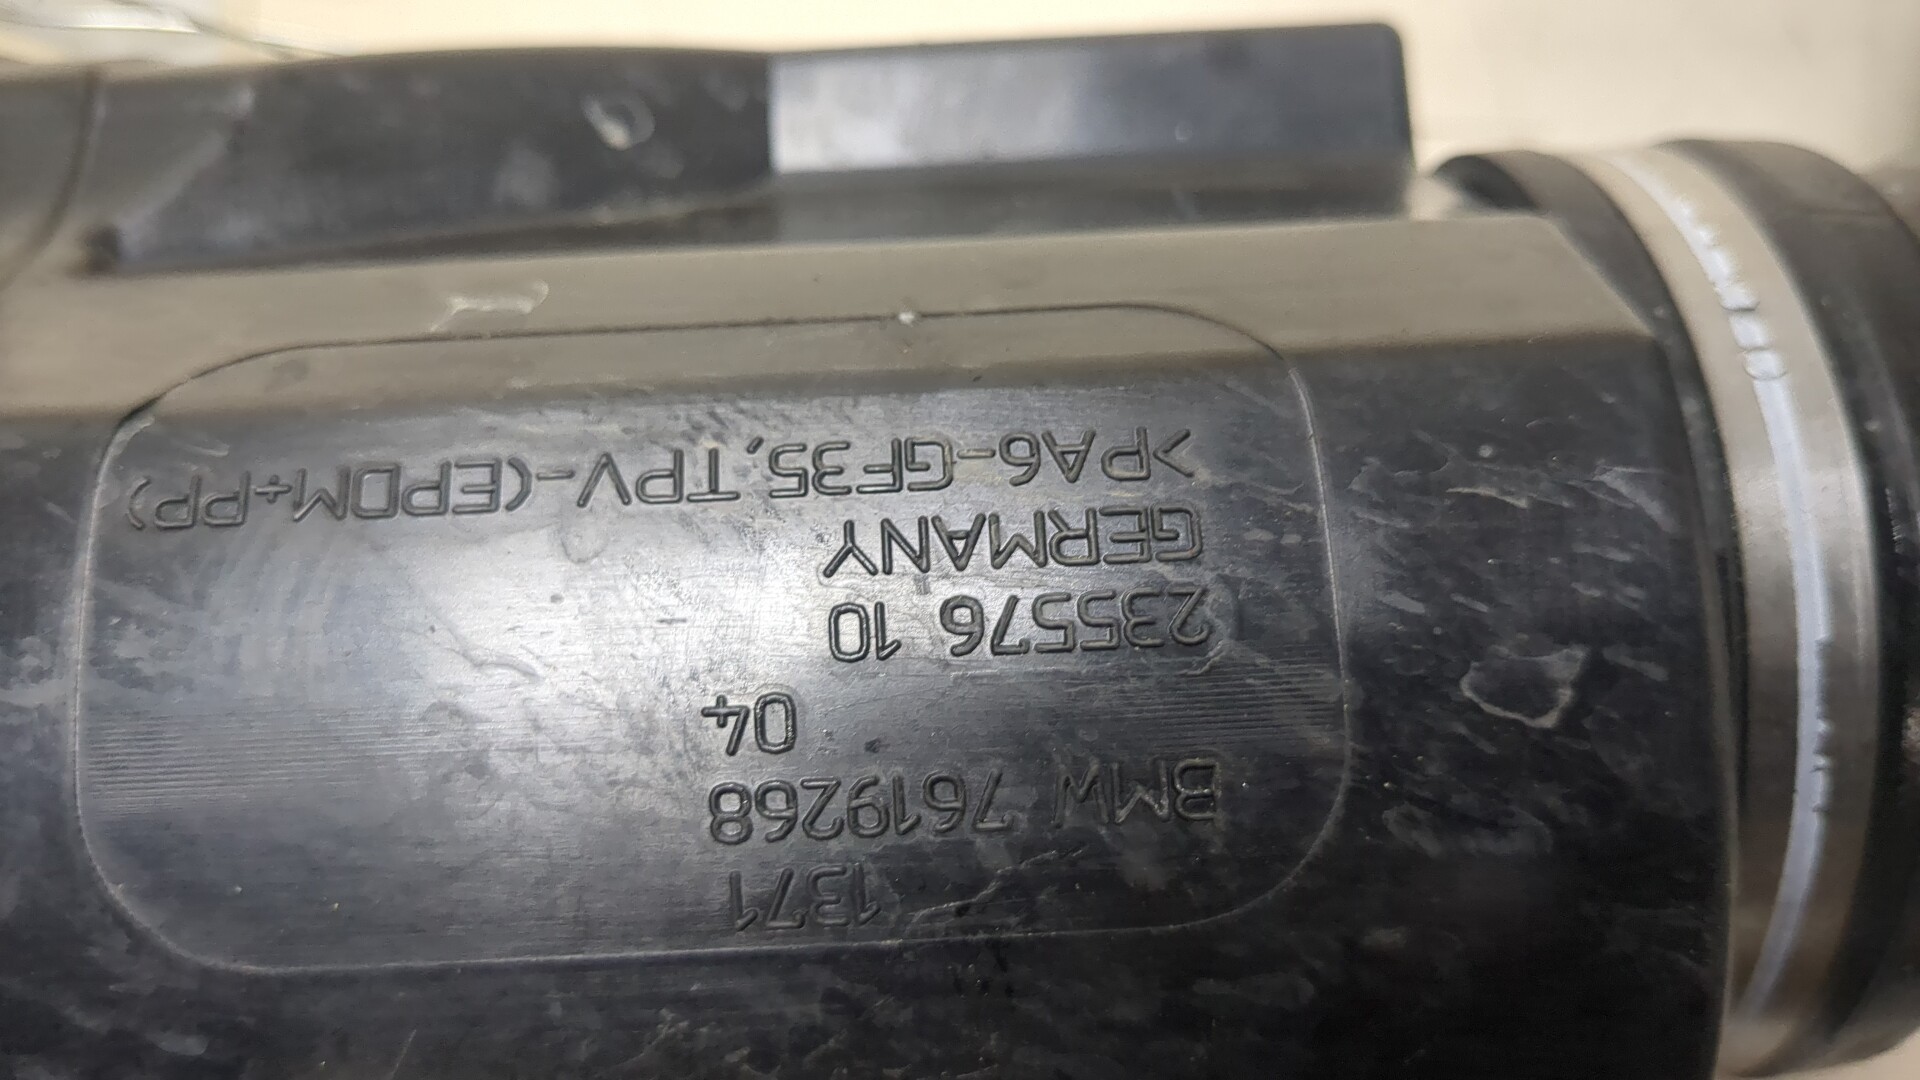 1371
BMW 7619268
04
235576 10
GERMANY
>PA6-GF35, TPV-(EPDM+PP)